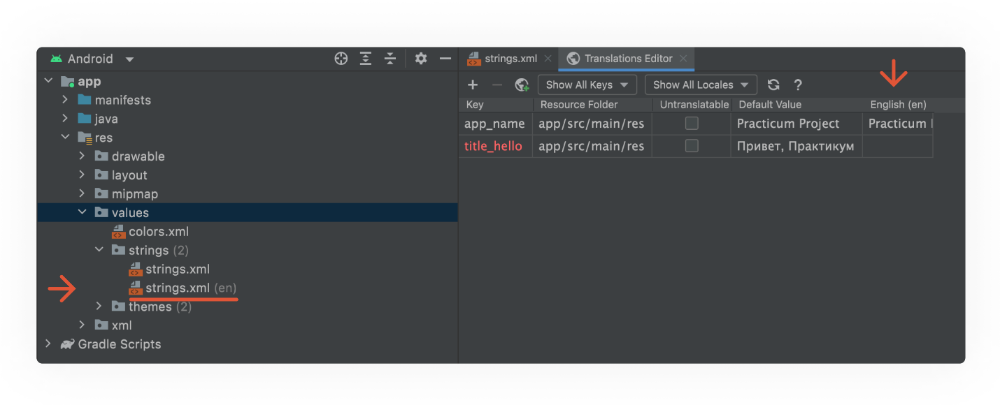 Android
app
manifests
java
res
drawable
layout
mipmap
values
colors.xml
strings (2)
strings.xml
strings.xml (en)
themes (2)
xml
Gradle Scripts
strings.xml Translations Editor
Show All Keys Show All Locales ?
Key Resource Folder Untranslatable Default Value English (en)
app_name app/src/main/res Practicum Project Practicum
title_hello app/src/main/res Привет, Практикум